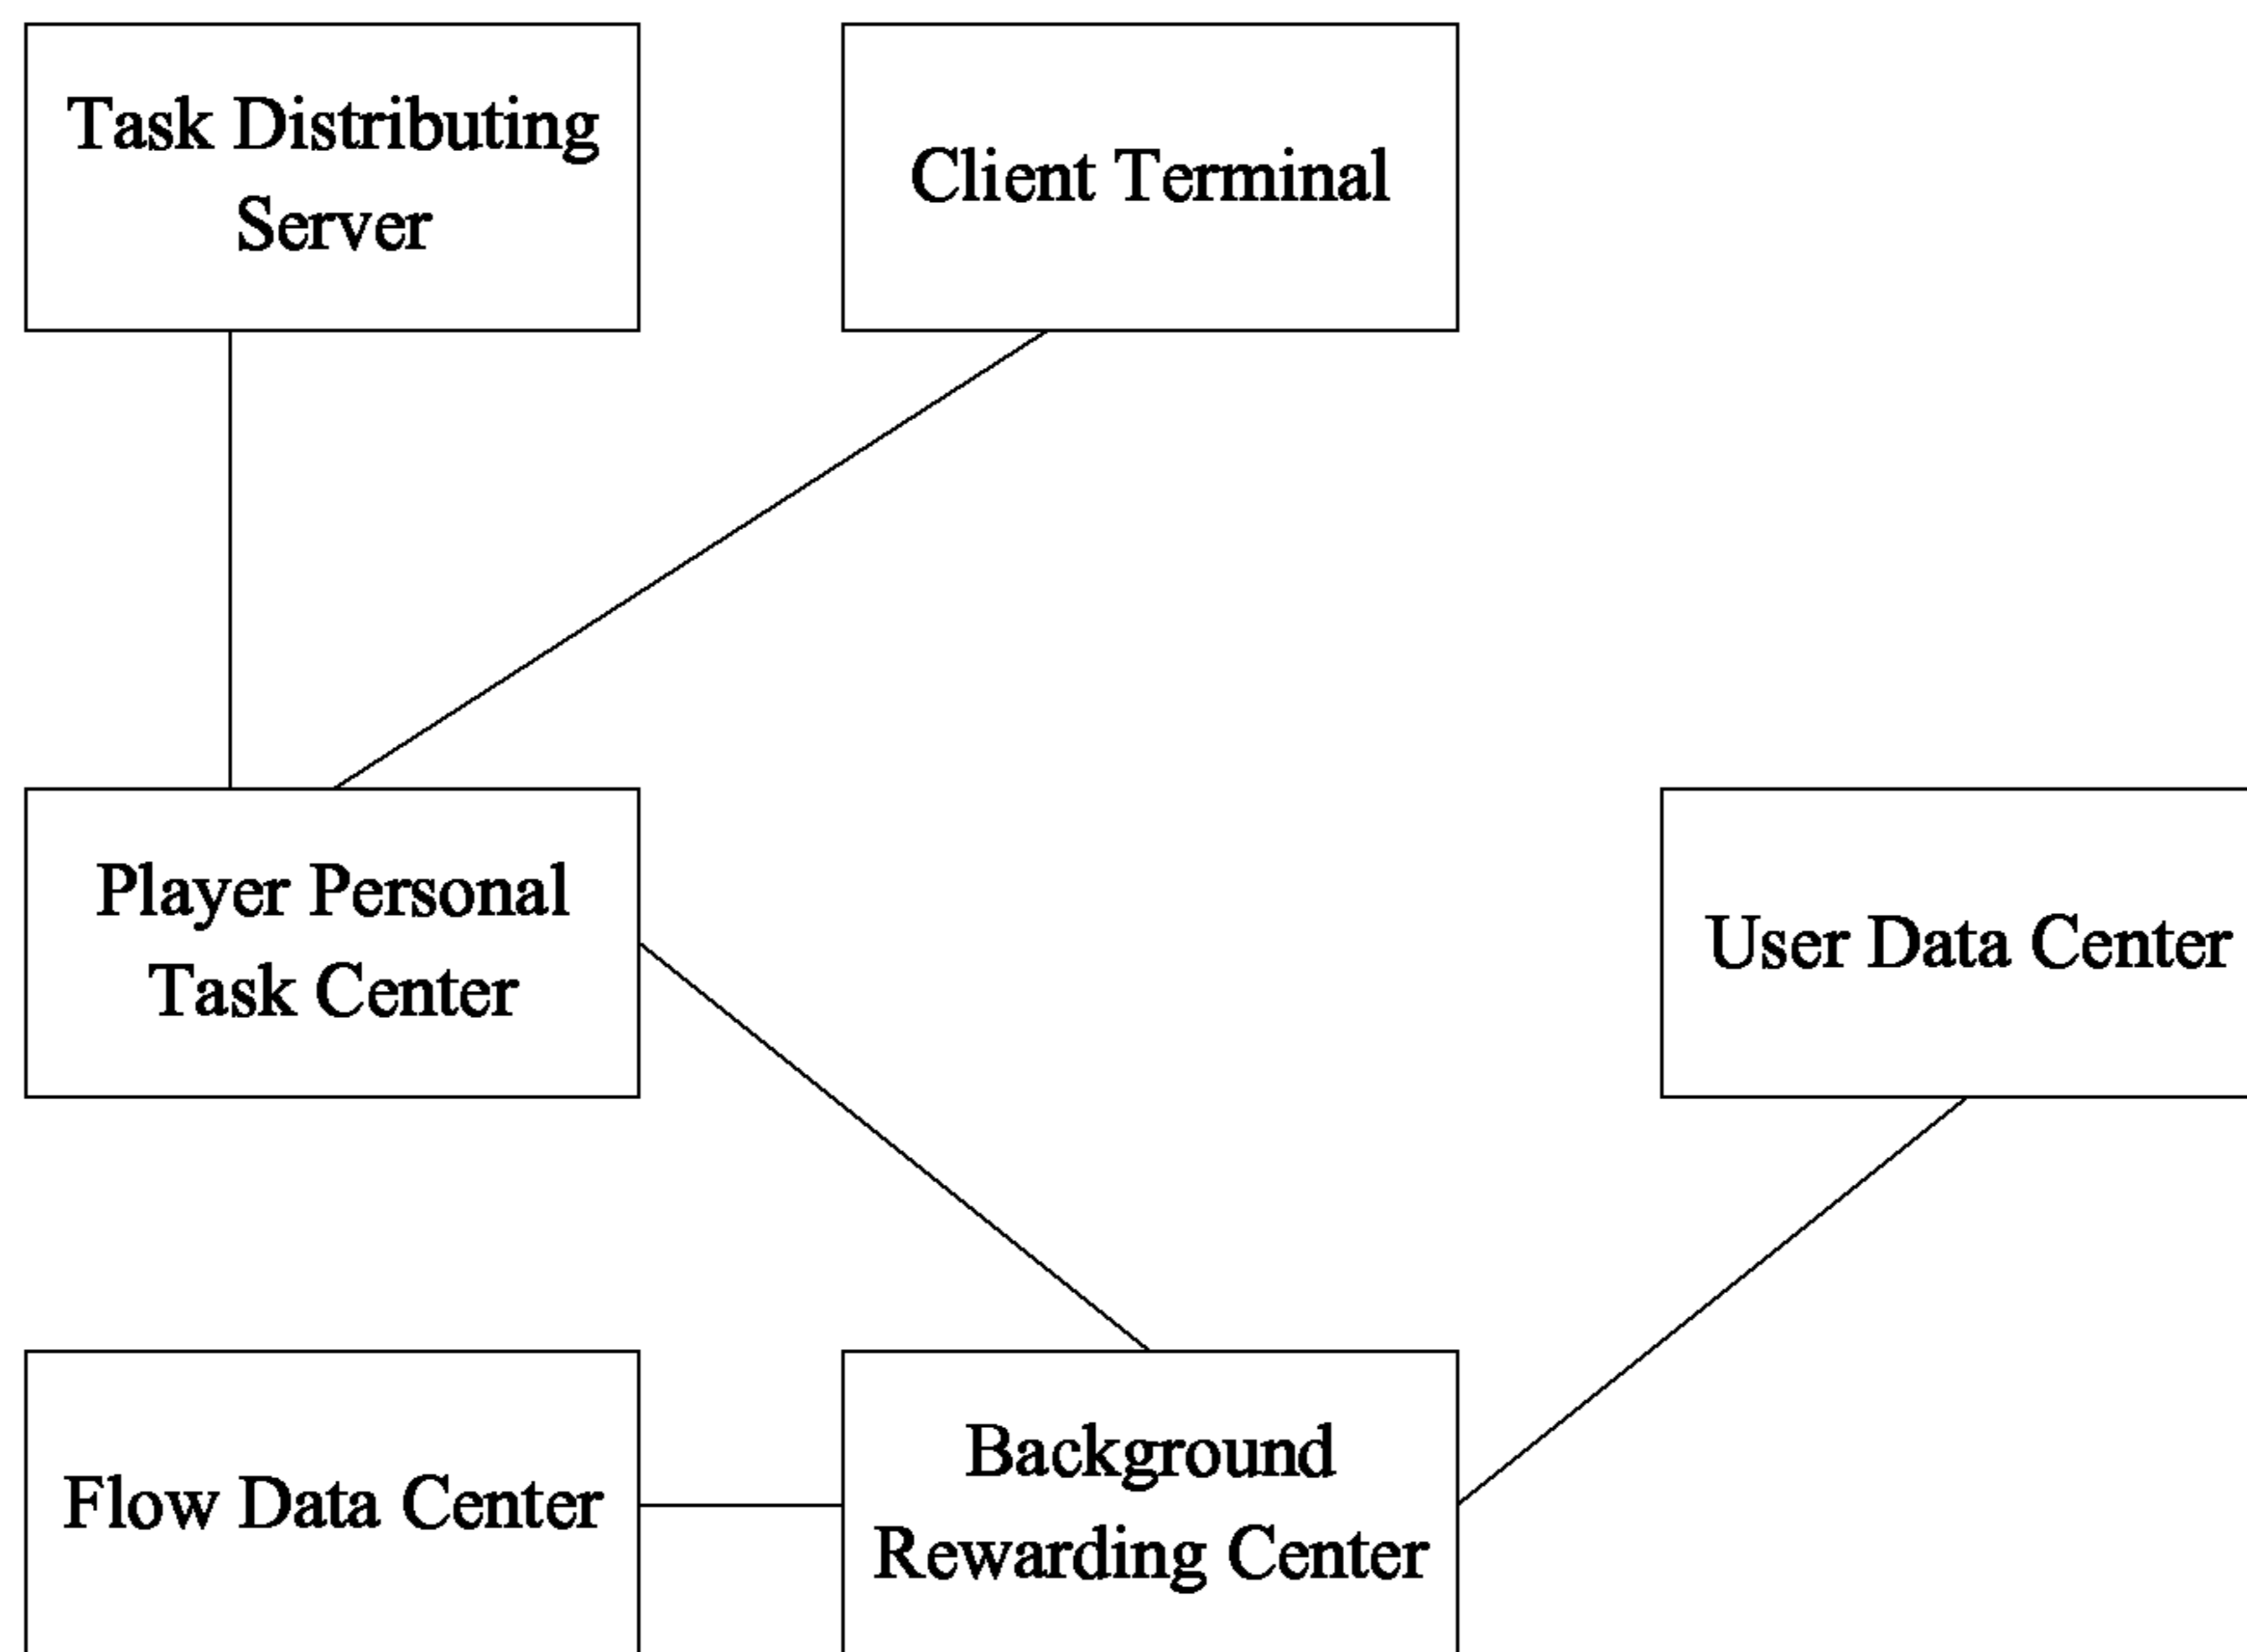 Task Distributing
Server
Client Terminal
Player Personal
Task Center
User Data Center
Flow Data Center
Background
Rewarding Center